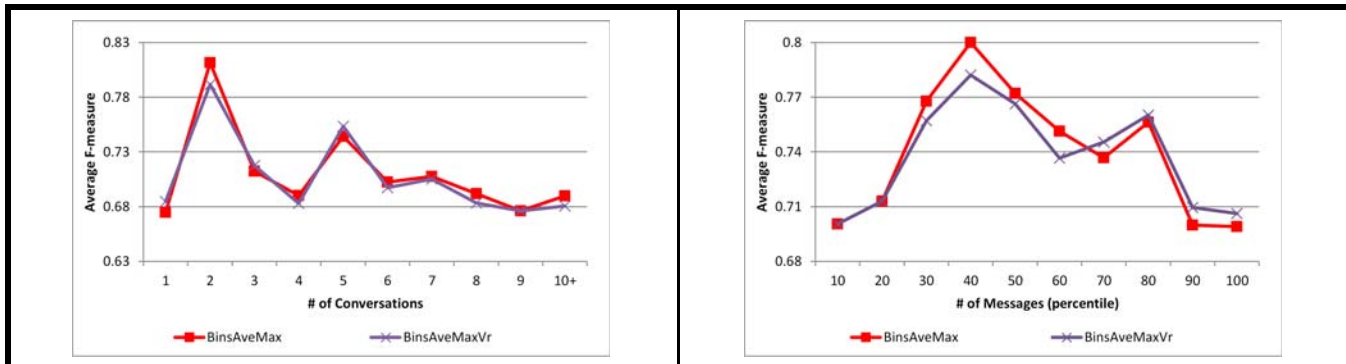 0.83
0.78
0.73
0.68
0.63
Average F-measure
1 2 3 4 5 6 7 8 9 10+
# of Conversations
BinsAveMax BinsAveMaxVr
0.8
0.77
0.74
0.71
0.68
Average F-measure
10 20 30 40 50 60 70 80 90 100
# of Messages (percentile)
BinsAveMax BinsAveMaxVr